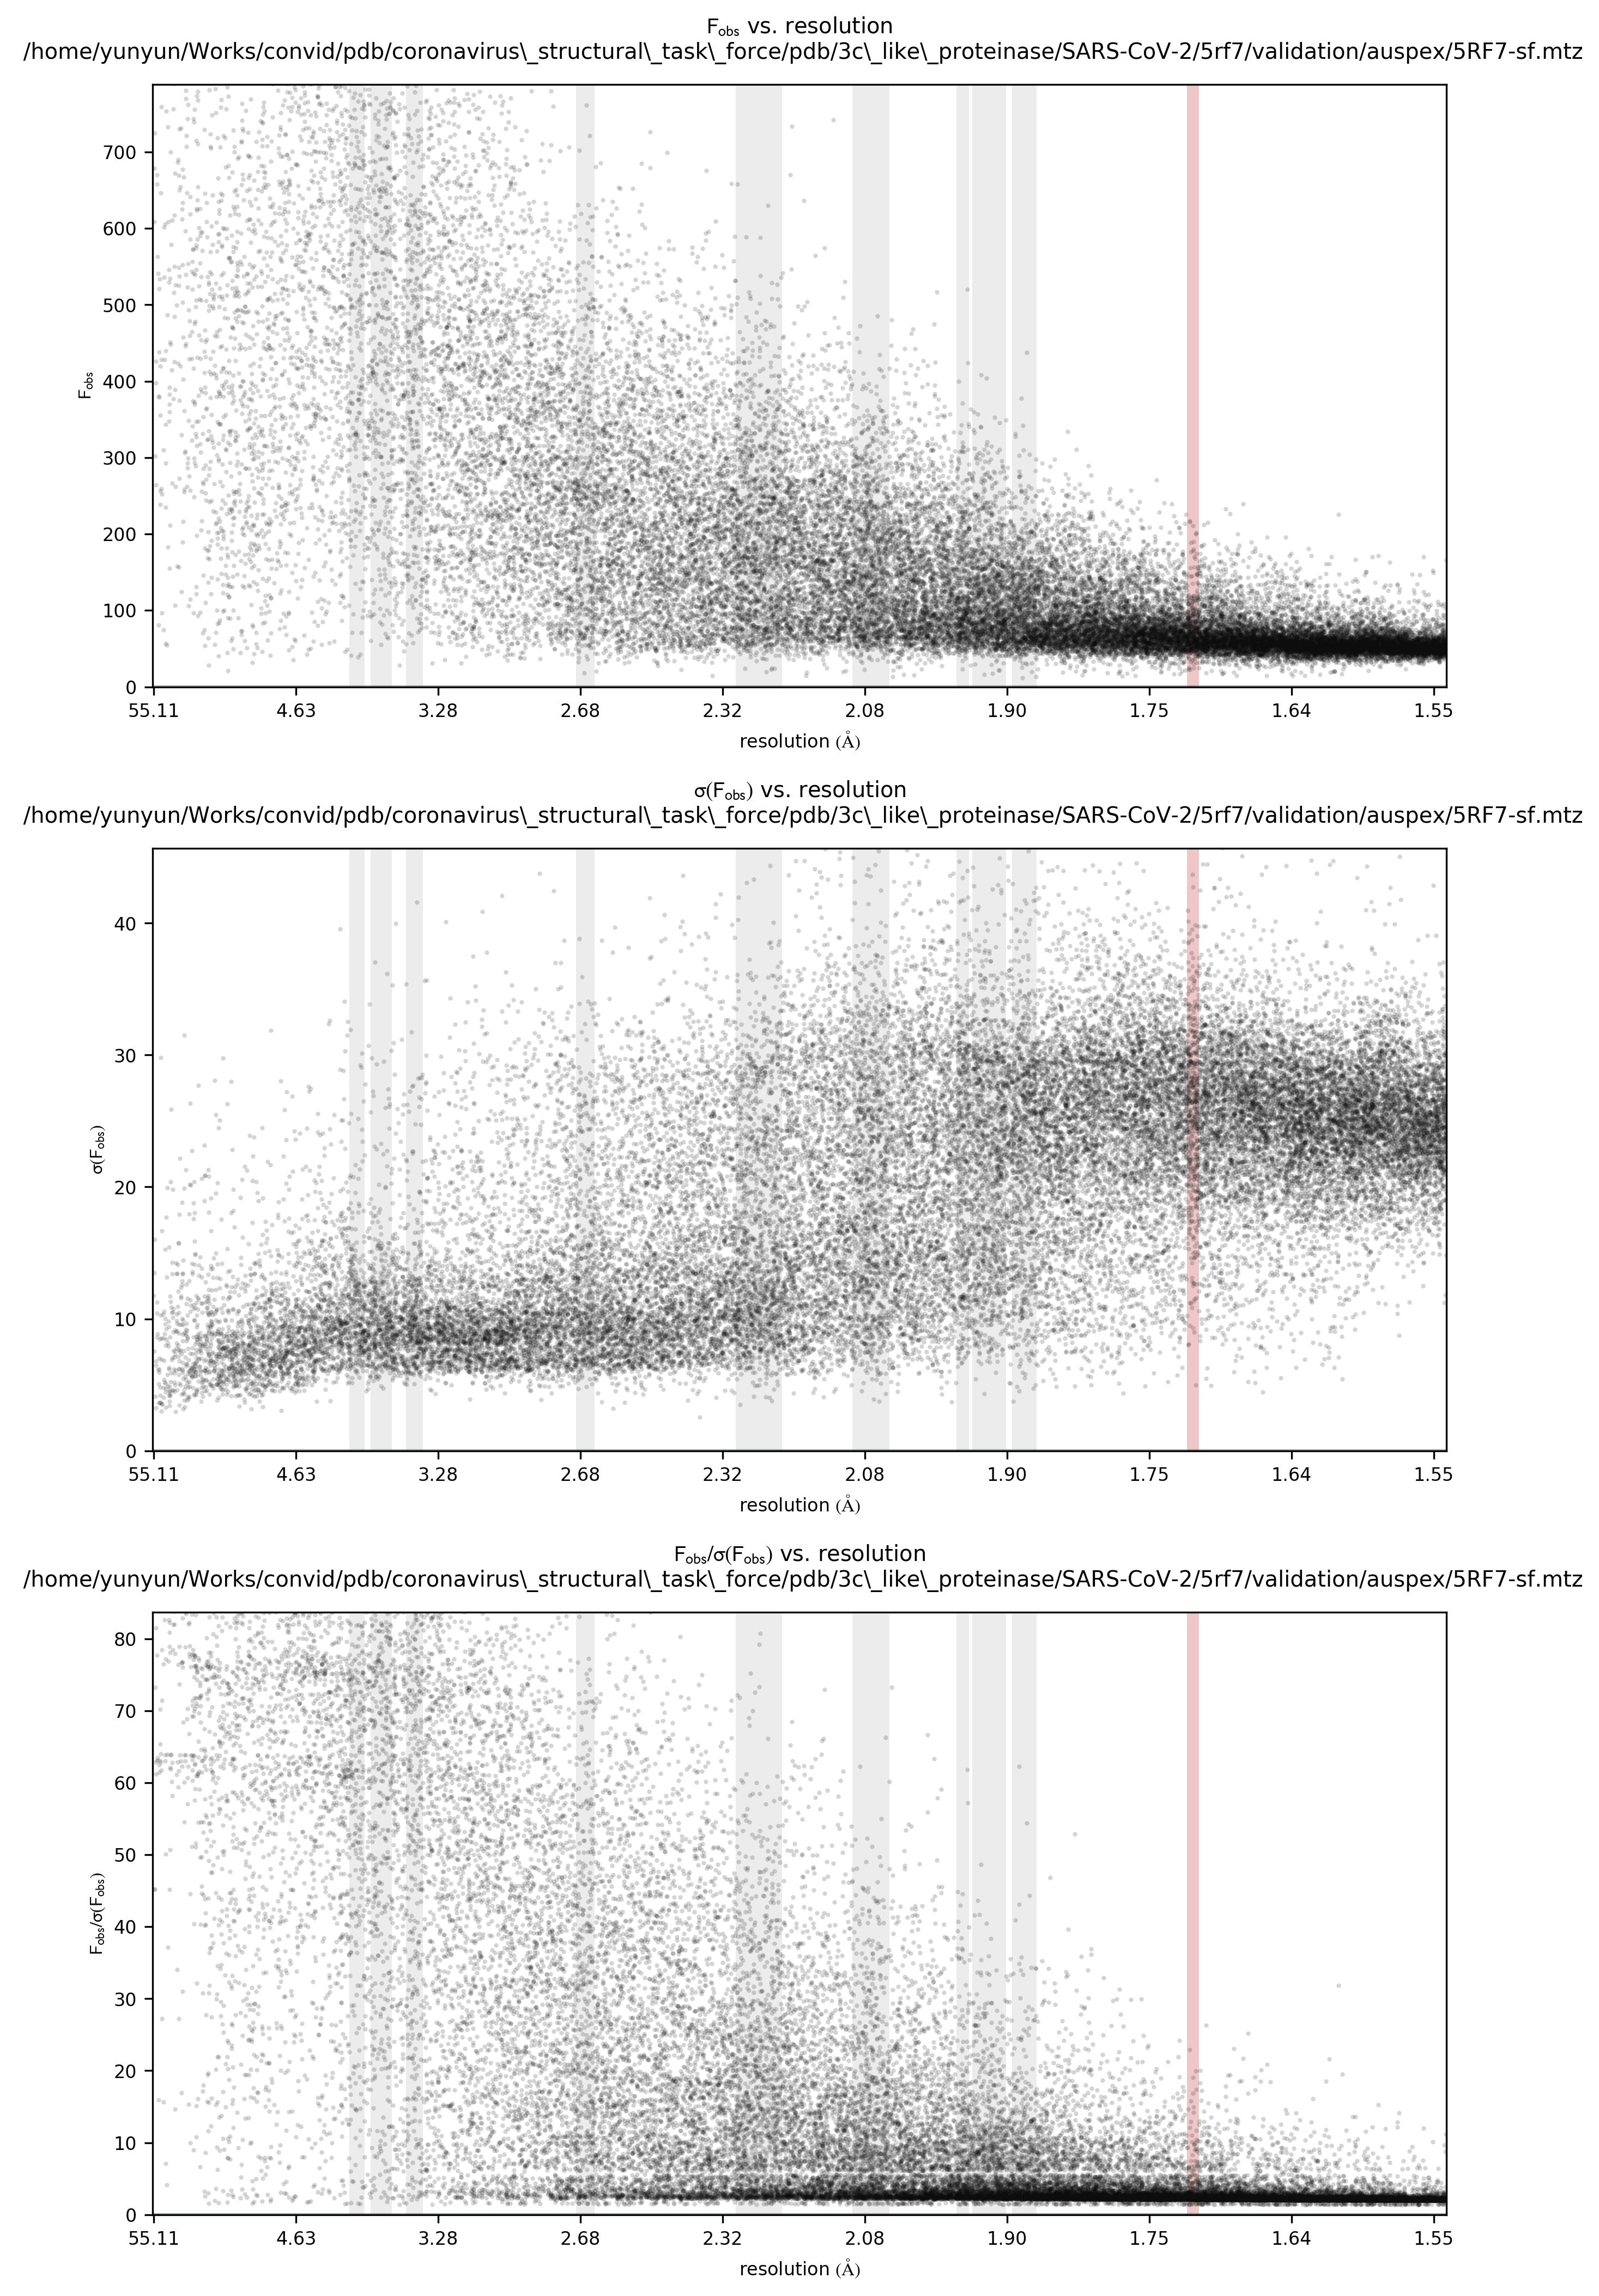 Fobs vs. resolution
/home/yunyun/Works/convid/pdb/coronavirus\_structural\_task\_force/pdb/3c\_like\_proteinase/SARS-CoV-2/5rf7/validation/auspex/5RF7-sf.mtz
700
600
500
400
300
200
100
0
Fobs
55.11 4.63 3.28 2.68 2.32 2.08 1.90 1.75 1.64 1.55
resolution (Å)
σ(Fobs) vs. resolution
/home/yunyun/Works/convid/pdb/coronavirus\_structural\_task\_force/pdb/3c\_like\_proteinase/SARS-CoV-2/5rf7/validation/auspex/5RF7-sf.mtz
40
30
20
10
0
σ(Fobs)
55.11 4.63 3.28 2.68 2.32 2.08 1.90 1.75 1.64 1.55
resolution (Å)
Fobs/σ(Fobs) vs. resolution
/home/yunyun/Works/convid/pdb/coronavirus\_structural\_task\_force/pdb/3c\_like\_proteinase/SARS-CoV-2/5rf7/validation/auspex/5RF7-sf.mtz
80
70
60
50
40
30
20
10
0
Fobs/σ(Fobs)
55.11 4.63 3.28 2.68 2.32 2.08 1.90 1.75 1.64 1.55
resolution (Å)